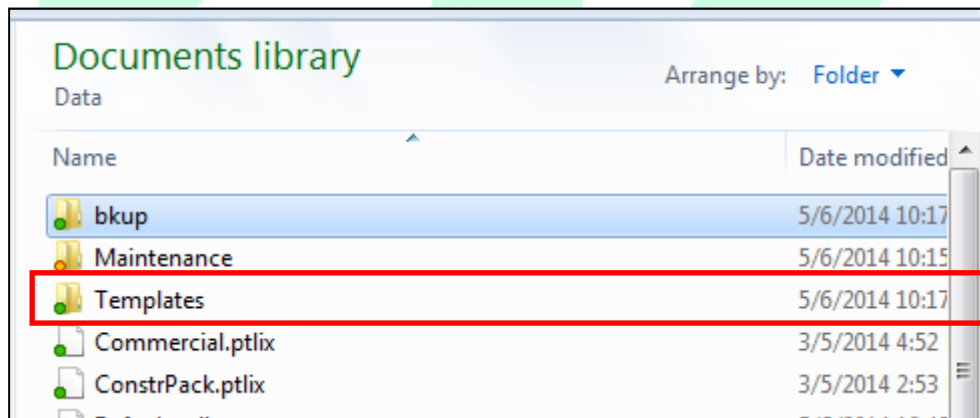 Documents library
Data
Arrange by: Folder
Name Date modified
bkup 5/6/2014 10:17
Maintenance 5/6/2014 10:15
Templates 5/6/2014 10:17
Commercial.ptlix 3/5/2014 4:52
ConstrPack.ptlix 3/5/2014 2:53